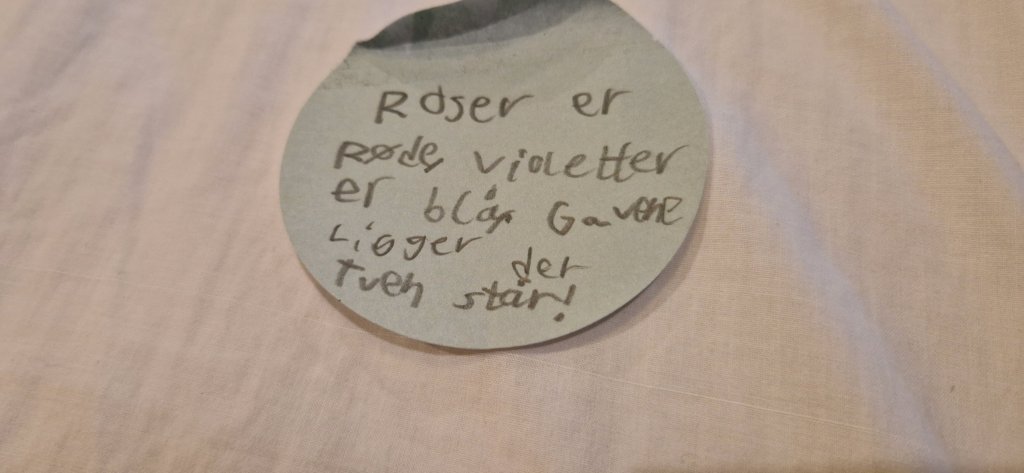 Roser er
Røde, violetter
er blå, Gavene
Ligger der
Tven står!